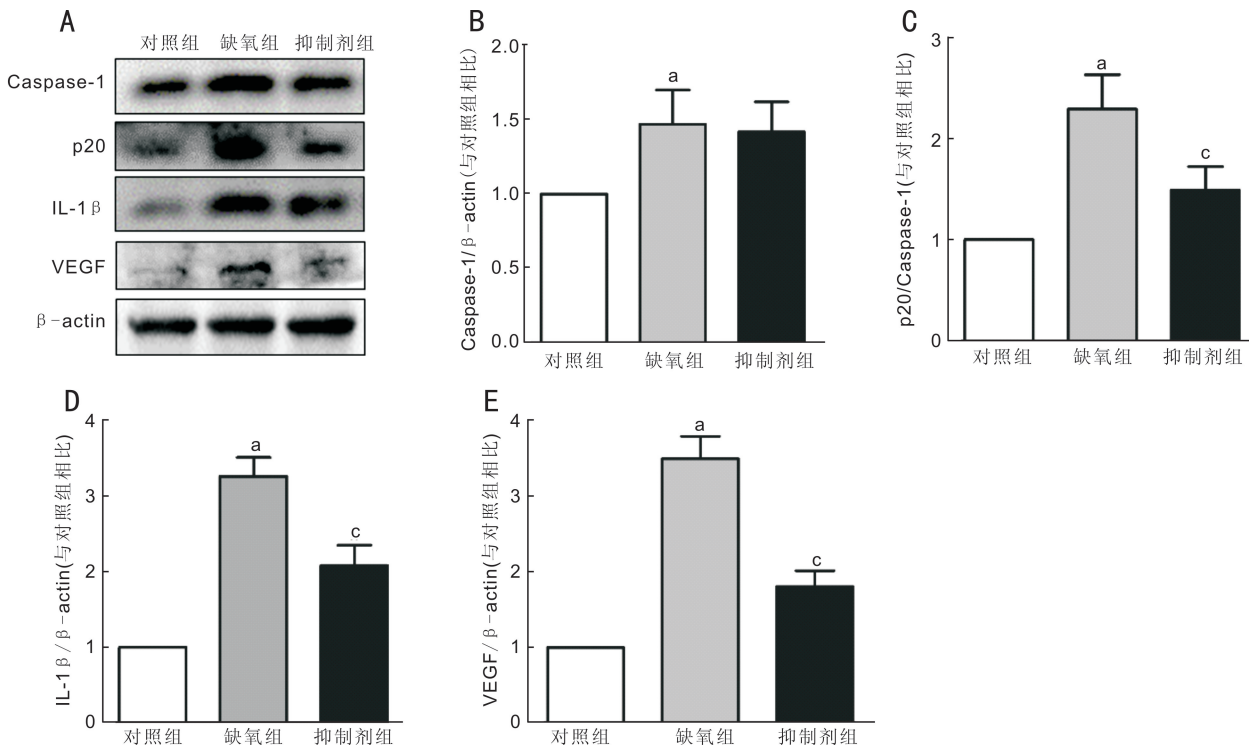 A
对照组 缺氧组 抑制剂组
Caspase-1
p20
IL-1β
VEGF
β-actin
B
Caspase-1/β-actin(与对照组相比)
2.0
1.5
1.0
0.5
0.0
a
对照组 缺氧组 抑制剂组
C
p20/Caspase-1(与对照组相比)
3
2
1
0
a
c
对照组 缺氧组 抑制剂组
D
IL-1β/β-actin(与对照组相比)
4
3
2
1
0
a
c
对照组 缺氧组 抑制剂组
E
VEGF/β-actin(与对照组相比)
4
3
2
1
0
a
c
对照组 缺氧组 抑制剂组